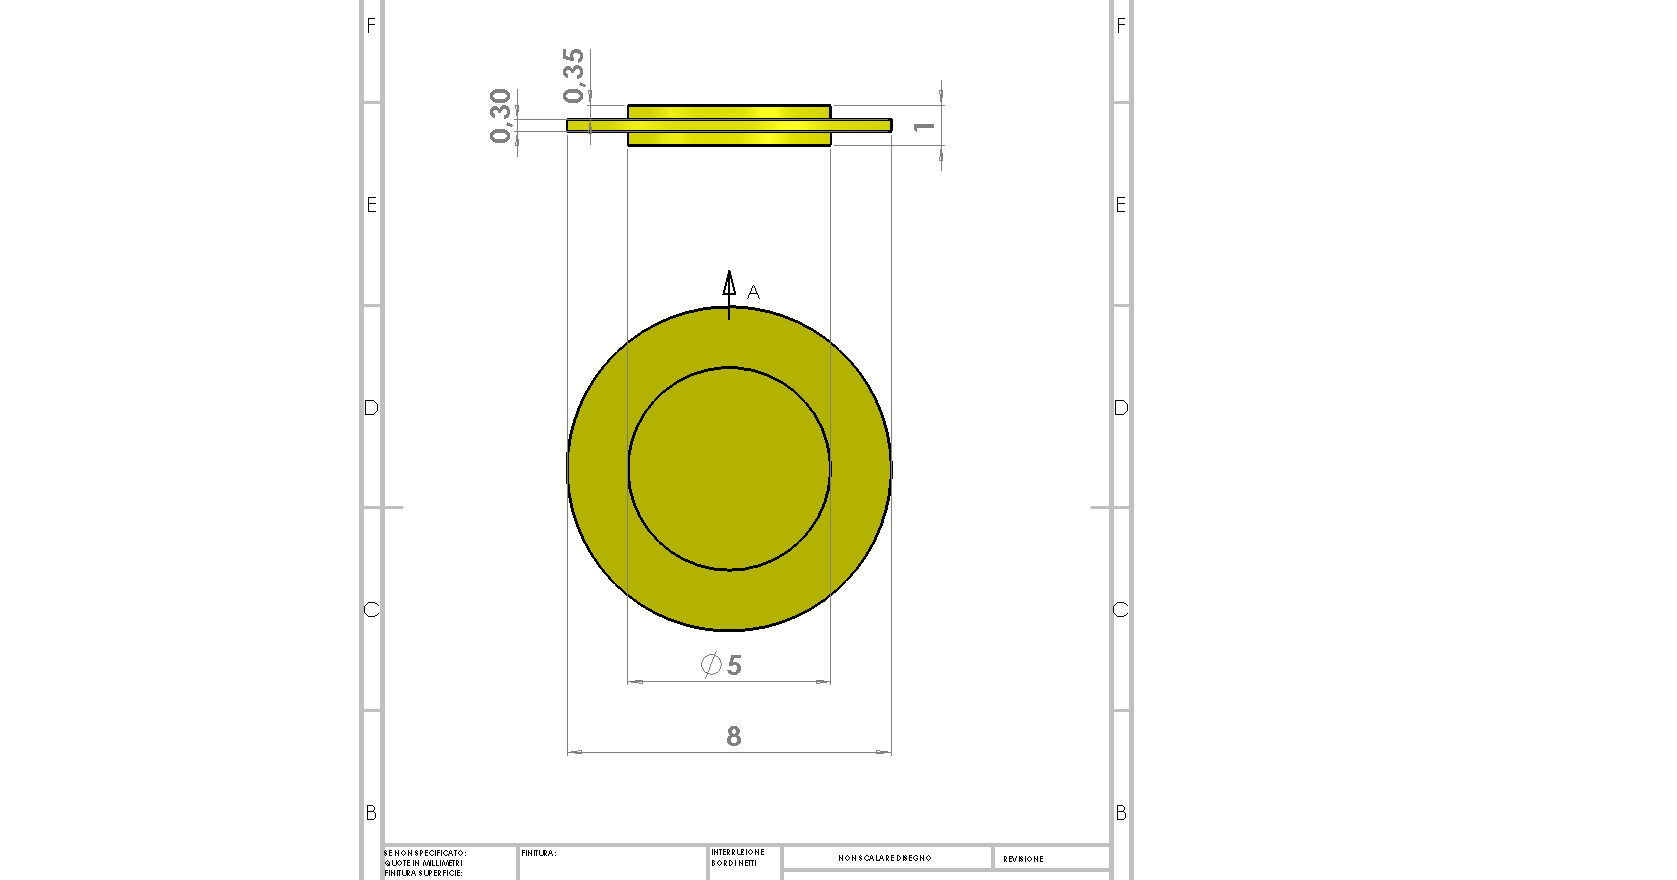 F
F
0,35
0,30
1
E
E
A
D
D
C
C
∅5
8
B
B
SE NON SPECIFICATO:
QUOTE IN MILLIMETRI
FINITURA SUPERFICIE:
FINITURA:
INTERRUZIONE
BORDI NETTI
NON SCALARE DISEGNO
REVISIONE